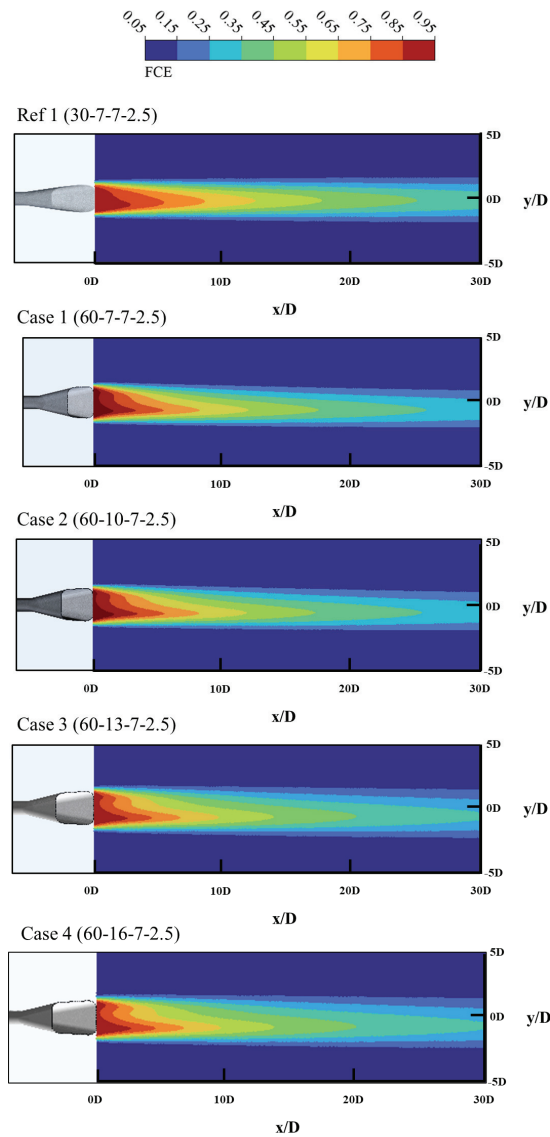 0.05 0.15 0.25 0.35 0.45 0.55 0.65 0.75 0.85 0.95
FCE
Ref 1 (30-7-7-2.5)
5D
0D
y/D
-5D
0D 10D 20D 30D
x/D
Case 1 (60-7-7-2.5)
5D
0D
y/D
-5D
0D 10D 20D 30D
x/D
Case 2 (60-10-7-2.5)
5D
0D
y/D
-5D
0D 10D 20D 30D
x/D
Case 3 (60-13-7-2.5)
5D
0D
y/D
-5D
0D 10D 20D 30D
x/D
Case 4 (60-16-7-2.5)
5D
0D
y/D
-5D
0D 10D 20D 30D
x/D